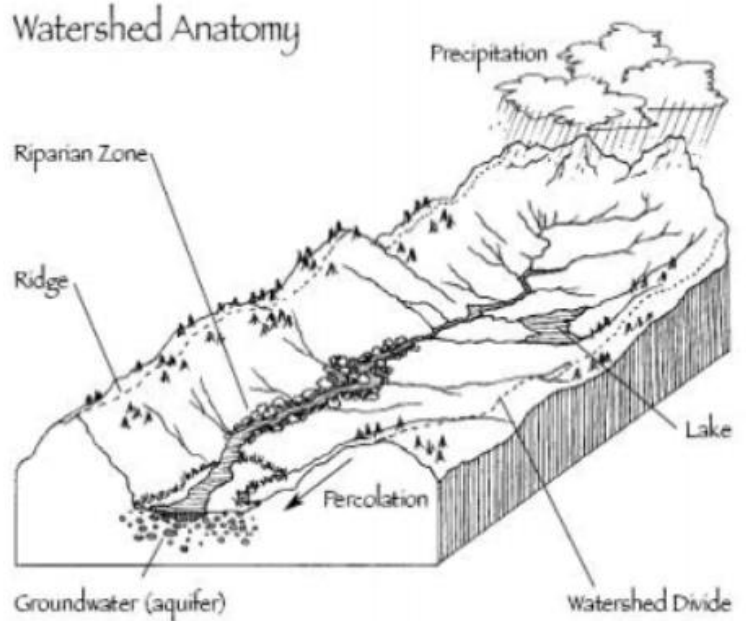 Watershed Anatomy
Precipitation
Riparian Zone
Ridge
Lake
Percolation
Groundwater (aquifer)
Watershed Divide